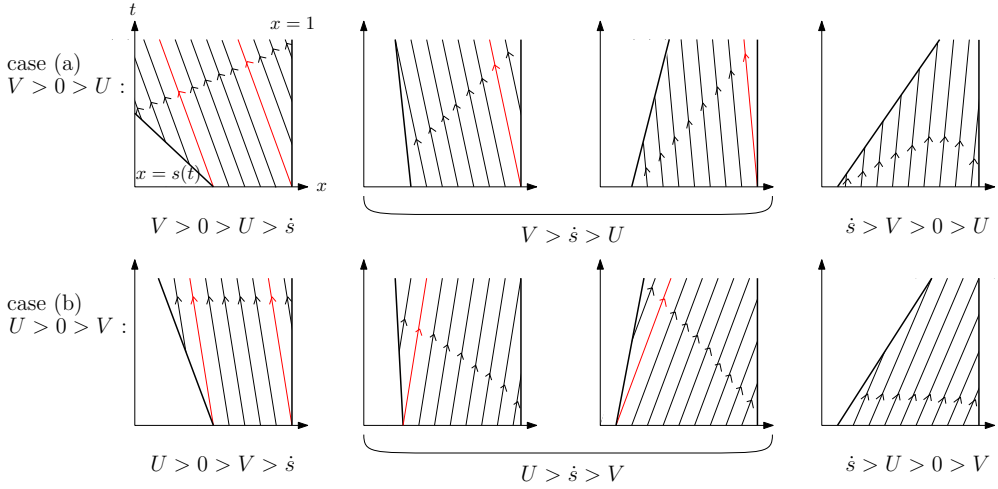 t
x = 1
case (a)
V > 0 > U :
x = s(t)
x
V > 0 > U > ṡ
V > ṡ > U
ṡ > V > 0 > U
case (b)
U > 0 > V :
U > 0 > V > ṡ
U > ṡ > V
ṡ > U > 0 > V